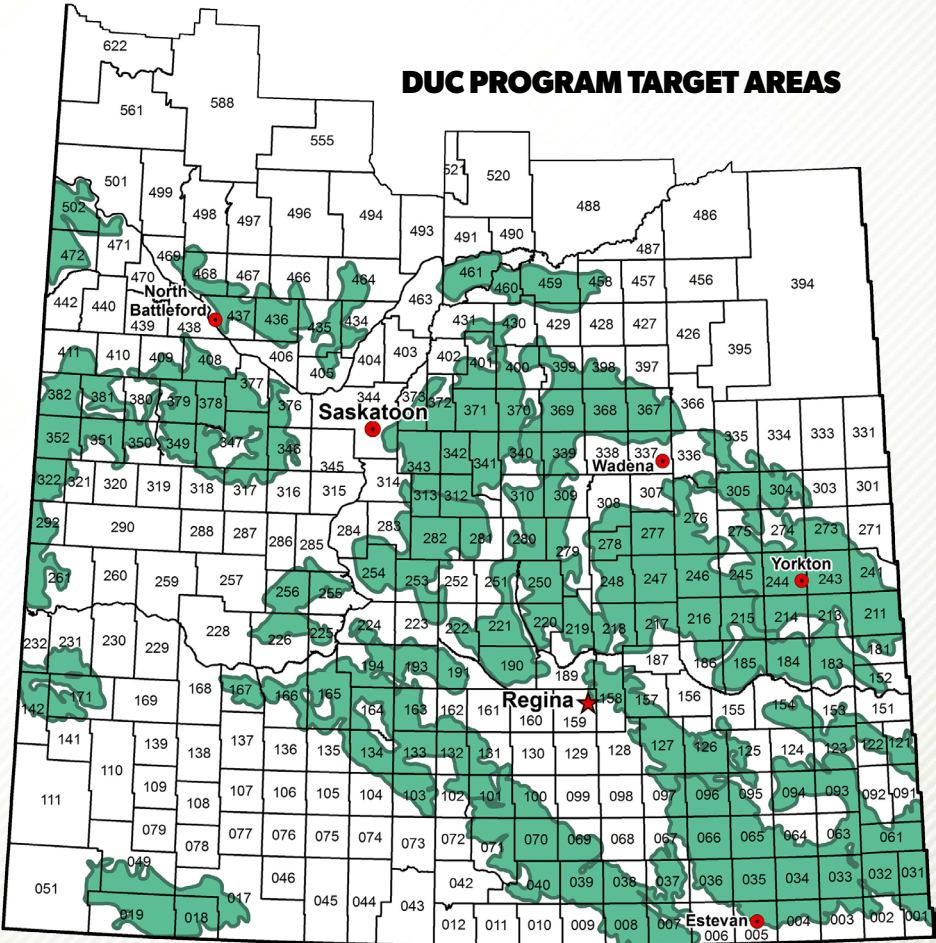 DUC PROGRAM TARGET AREAS
622
588
561
555
521 520
501 499 488 486
502 498 497 496 494 493 491 490 487
471 472 469 468 467 466 464 461 460 459 458 457 456 394
470 463
442 440 439 438 437 436 435 434 431 430 429 428 427 426 395
North
Battleford
411 410 409 408 406 405 404 403 402 401 400 399 398 397
382 381 380 379 378 377 376 344 373 372 371 370 369 368 367 366
Saskatoon
352 351 350 349 347 346 345 343 342 341 340 339 338 337 336 335 334 333 331
Wadena
322 321 320 319 318 317 316 315 314 313 312 310 309 308 307 305 304 303 301
292 290 288 287 286 285 284 283 282 281 280 279 278 277 276 275 274 273 271
Yorkton
261 260 259 257 256 255 254 253 252 251 250 248 247 246 245 244 243 241
232 231 230 229 228 226 225 224 223 222 221 220 219 218 217 216 215 214 213 211
194 193 191 190 189 187 186 185 184 183 181
142 171 169 168 167 166 165 164 163 162 161 160 159 158 157 156 155 154 153 152 151
Regina
141 139 138 137 136 135 134 133 132 131 130 129 128 127 126 125 124 123 122 121
111 110 109 108 107 106 105 104 103 102 101 100 099 098 097 096 095 094 093 092 091
079 078 077 076 075 074 073 072 071 070 069 068 067 066 065 064 063 061
051 049 046 045 044 043 042 040 039 038 037 036 035 034 033 032 031
019 018 017 012 011 010 009 008 007 006 005 004 003 002 001
Estevan